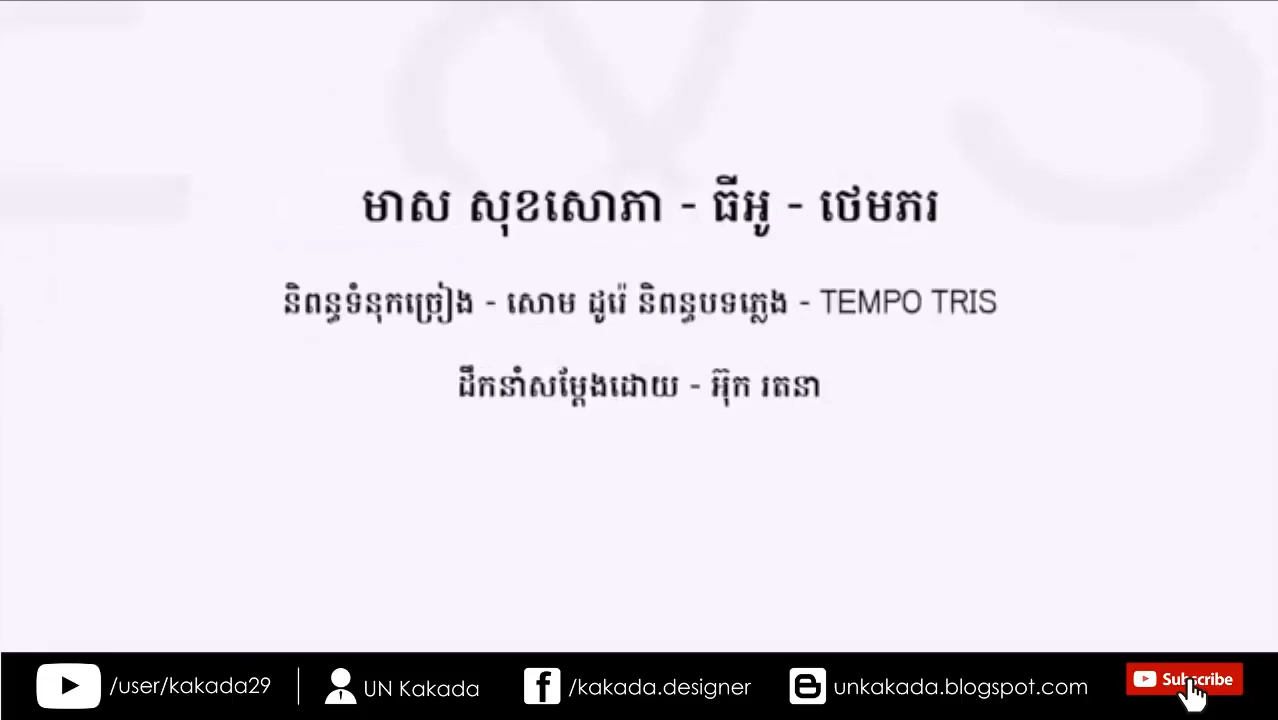 មាស សុខសោភា - ធីអូ - ថេមភរ
និពន្ធទំនុកច្រៀង - សោម ដូរ៉េ និពន្ធបទភ្លេង - TEMPO TRIS
ដឹកនាំសម្តែងដោយ - អ៊ុក រតនា
/user/kakada29 | UN Kakada /kakada.designer unkakada.blogspot.com Subscribe